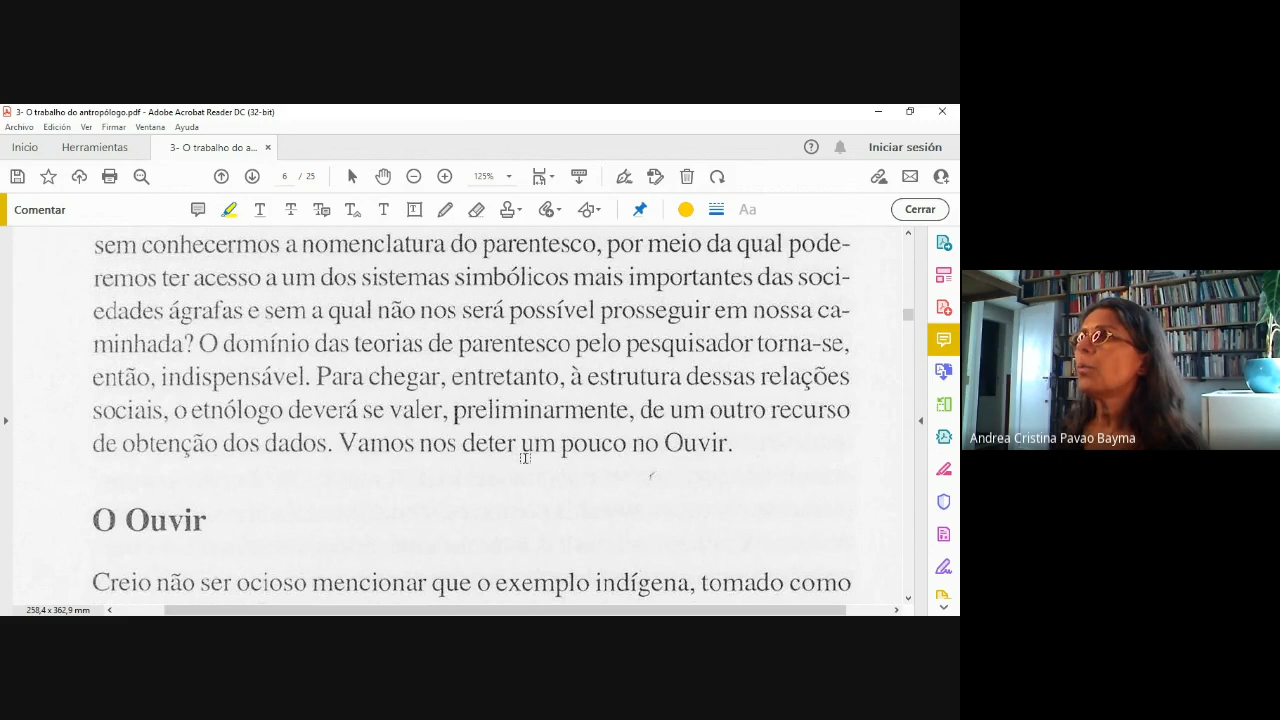 3- O trabalho do antropólogo.pdf - Adobe Acrobat Reader DC (32-bit)
Archivo Edición Ver Firmar Ventana Ayuda
Inicio Herramientas 3- O trabalho do a... × Iniciar sesión
6 / 25 125%
Comentar Aa Cerrar
sem conhecermos a nomenclatura do parentesco, por meio da qual pode-
remos ter acesso a um dos sistemas simbólicos mais importantes das soci-
edades ágrafas e sem a qual não nos será possível prosseguir em nossa ca-
minhada? O domínio das teorias de parentesco pelo pesquisador torna-se,
então, indispensável. Para chegar, entretanto, à estrutura dessas relações
sociais, o etnólogo deverá se valer, preliminarmente, de um outro recurso
de obtenção dos dados. Vamos nos deter um pouco no Ouvir.
O Ouvir
Creio não ser ocioso mencionar que o exemplo indígena, tomado como
258,4 x 362,9 mm
Andrea Cristina Pavao Bayma